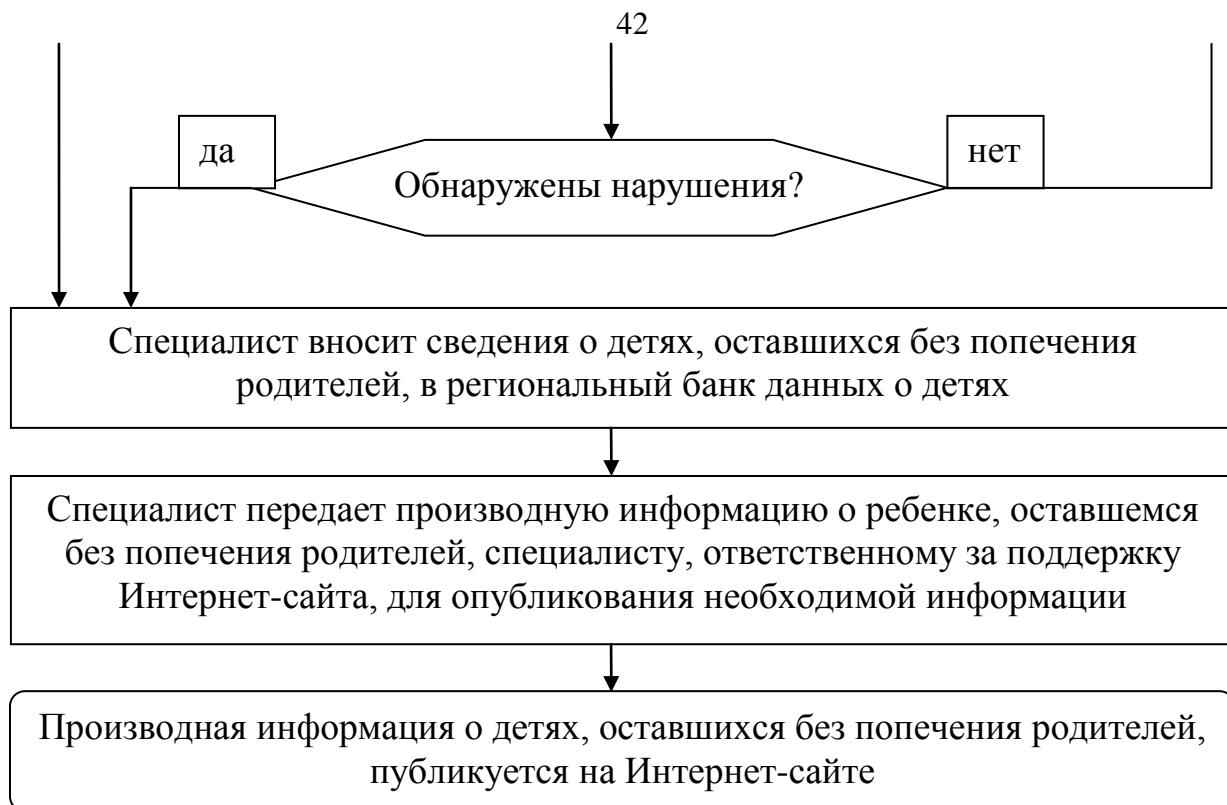 42
да
нет
Обнаружены нарушения?
Специалист вносит сведения о детях, оставшихся без попечения
родителей, в региональный банк данных о детях
Специалист передает производную информацию о ребенке, оставшемся
без попечения родителей, специалисту, ответственному за поддержку
Интернет-сайта, для опубликования необходимой информации
Производная информация о детях, оставшихся без попечения родителей,
публикуется на Интернет-сайте